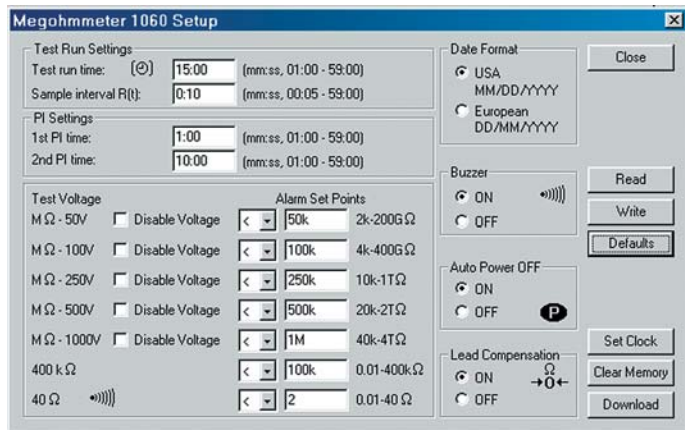 Megohmmeter 1060 Setup
Test Run Settings
Test run time: 15:00 (mm:ss, 01:00 - 59:00)
Sample interval R(t): 0:10 (mm:ss, 00:05 - 59:00)
PI Settings
1st PI time: 1:00 (mm:ss, 01:00 - 59:00)
2nd PI time: 10:00 (mm:ss, 01:00 - 59:00)
Test Voltage Alarm Set Points
MΩ - 50V Disable Voltage < 50k 2k-200GΩ
MΩ - 100V Disable Voltage < 100k 4k-400GΩ
MΩ - 250V Disable Voltage < 250k 10k-1TΩ
MΩ - 500V Disable Voltage < 500k 20k-2TΩ
MΩ - 1000V Disable Voltage < 1M 40k-4TΩ
400 kΩ < 100k 0.01-400kΩ
40 Ω < 2 0.01-40 Ω
Date Format
USA
MM/DD/YYYY
European
DD/MM/YYYY
Buzzer
ON
OFF
Auto Power OFF
ON
OFF P
Lead Compensation
ON Ω
→0←
OFF
Close
Read
Write
Defaults
Set Clock
Clear Memory
Download